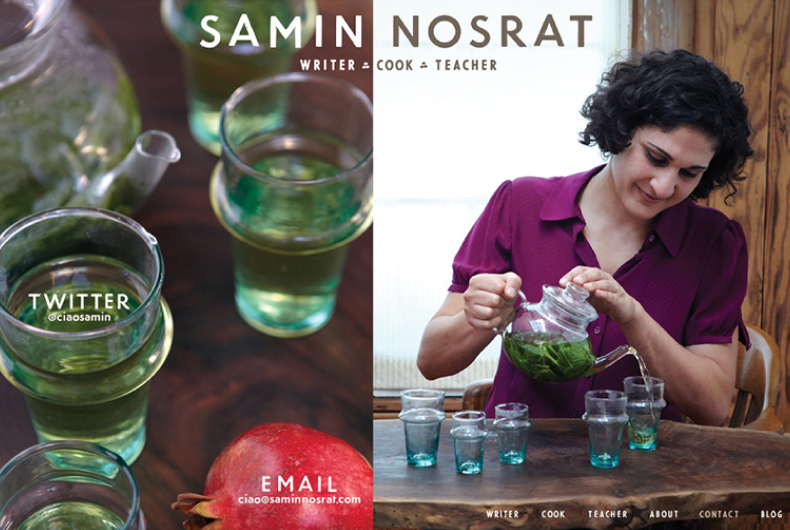 SAMIN NOSRAT
WRITER COOK TEACHER
TWITTER
@ciaosamin
EMAIL
ciao@saminnosrat.com
WRITER COOK TEACHER ABOUT CONTACT BLOG